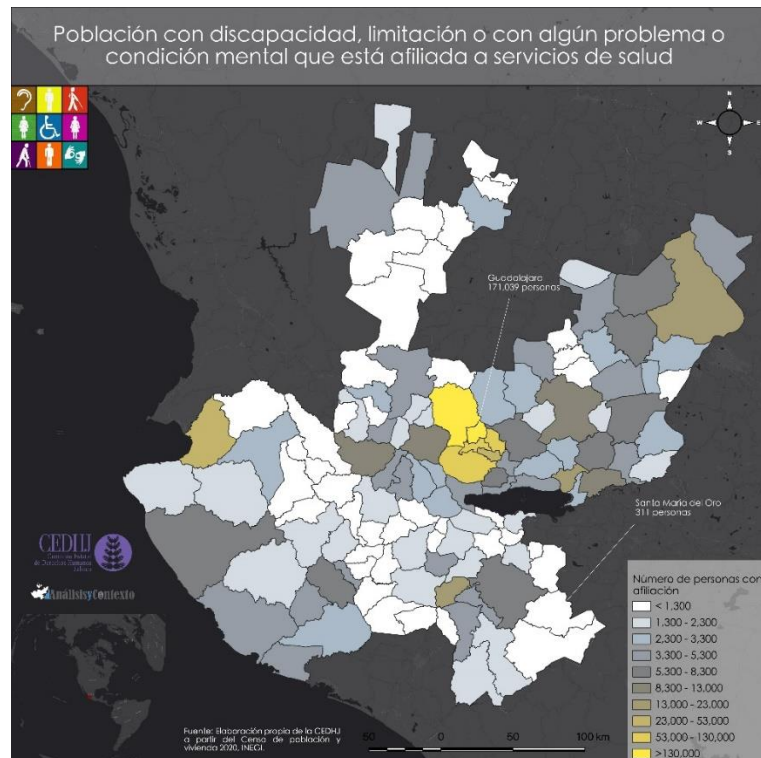 Población con discapacidad, limitación o con algún problema o
condición mental que está afiliada a servicios de salud
N
W
E
S
Guadalajara
171,039 personas
Santa María del Oro
311 personas
CEDHJ
de Derechos Humanos
Jalisco
AnálisisyContexto
Número de personas con
afiliación
< 1,300
1,300 - 2,300
2,300 - 3,300
3,300 - 5,300
5,300 - 8,300
8,300 - 13,000
13,000 - 23,000
23,000 - 53,000
53,000 - 130,000
>130,000
Fuente: Elaboración propia de la CEDHJ
a partir del Censo de población y
vivienda 2020, INEGI.
50
0
50
100 km